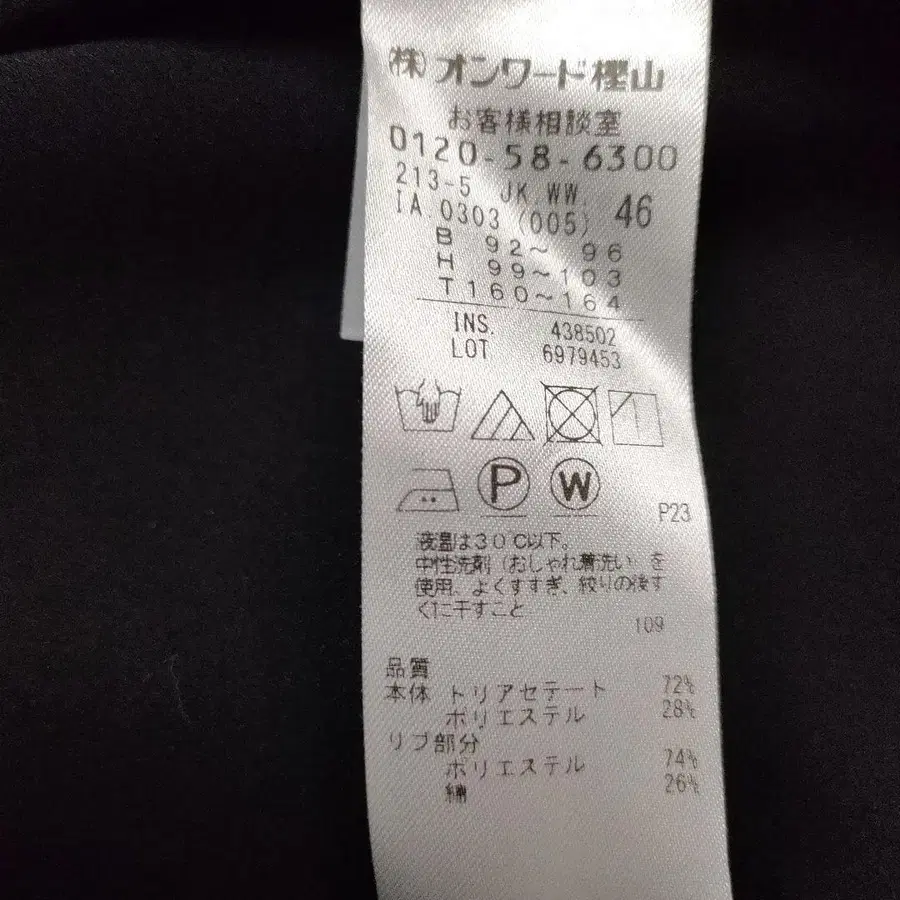 (株)オンワード樫山
お客様相談室
0120-58-6300
213-5 JK.WW.
IA.0303 (005) 46
B 92～ 96
H 99～103
T160～164
INS. 438502
LOT 6979453
P W
P23
液温は30℃以下。
中性洗剤（おしゃれ着洗い）を
使用、よくすすぎ、絞りの後す
ぐに干すこと
109
品質
本体 トリアセテート 72%
ポリエステル 28%
リブ部分
ポリエステル 74%
綿 26%